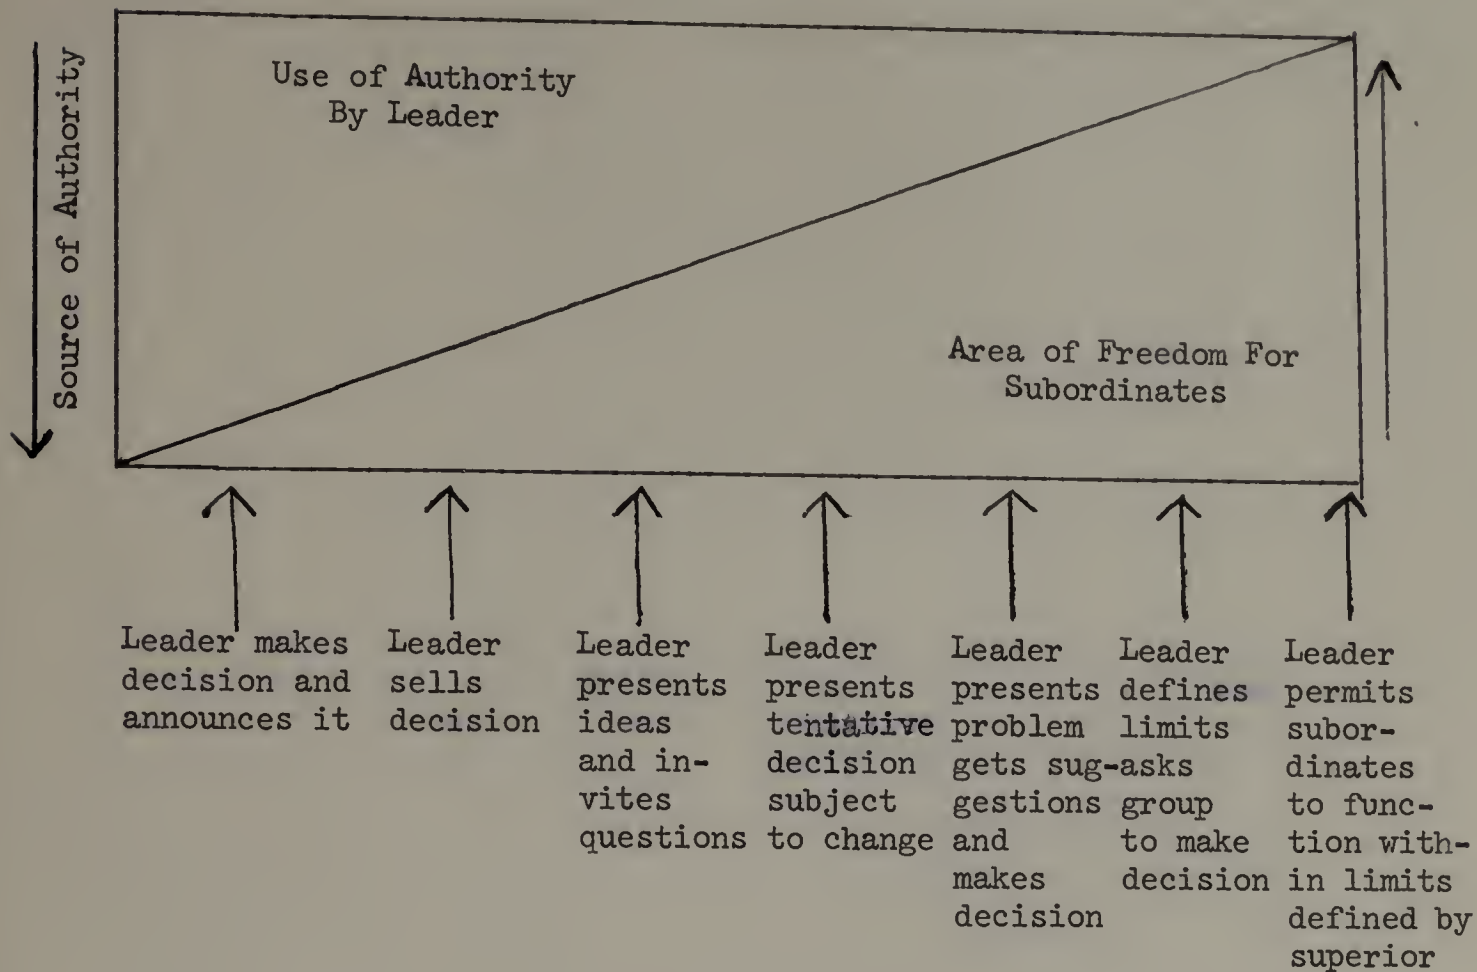 Source of Authority
Use of Authority
By Leader
Area of Freedom For
Subordinates
Leader makes
decision and
announces it
Leader
sells
decision
Leader
presents
ideas
and in-
vites
questions
Leader
presents
tentative
decision
subject
to change
Leader
presents
problem
gets sug-
gestions
and
makes
decision
Leader
defines
limits
asks
group
to make
decision
Leader
permits
subor-
dinates
to func-
tion with-
in limits
defined by
superior